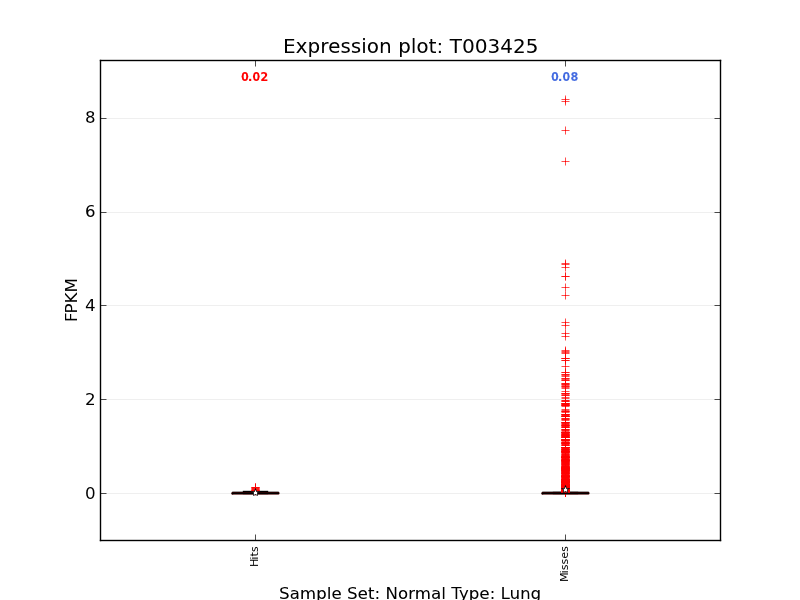 Expression plot: T003425
0.02 0.08
8
6
4
2
0
FPKM
Hits Misses
Sample Set: Normal Type: Lung